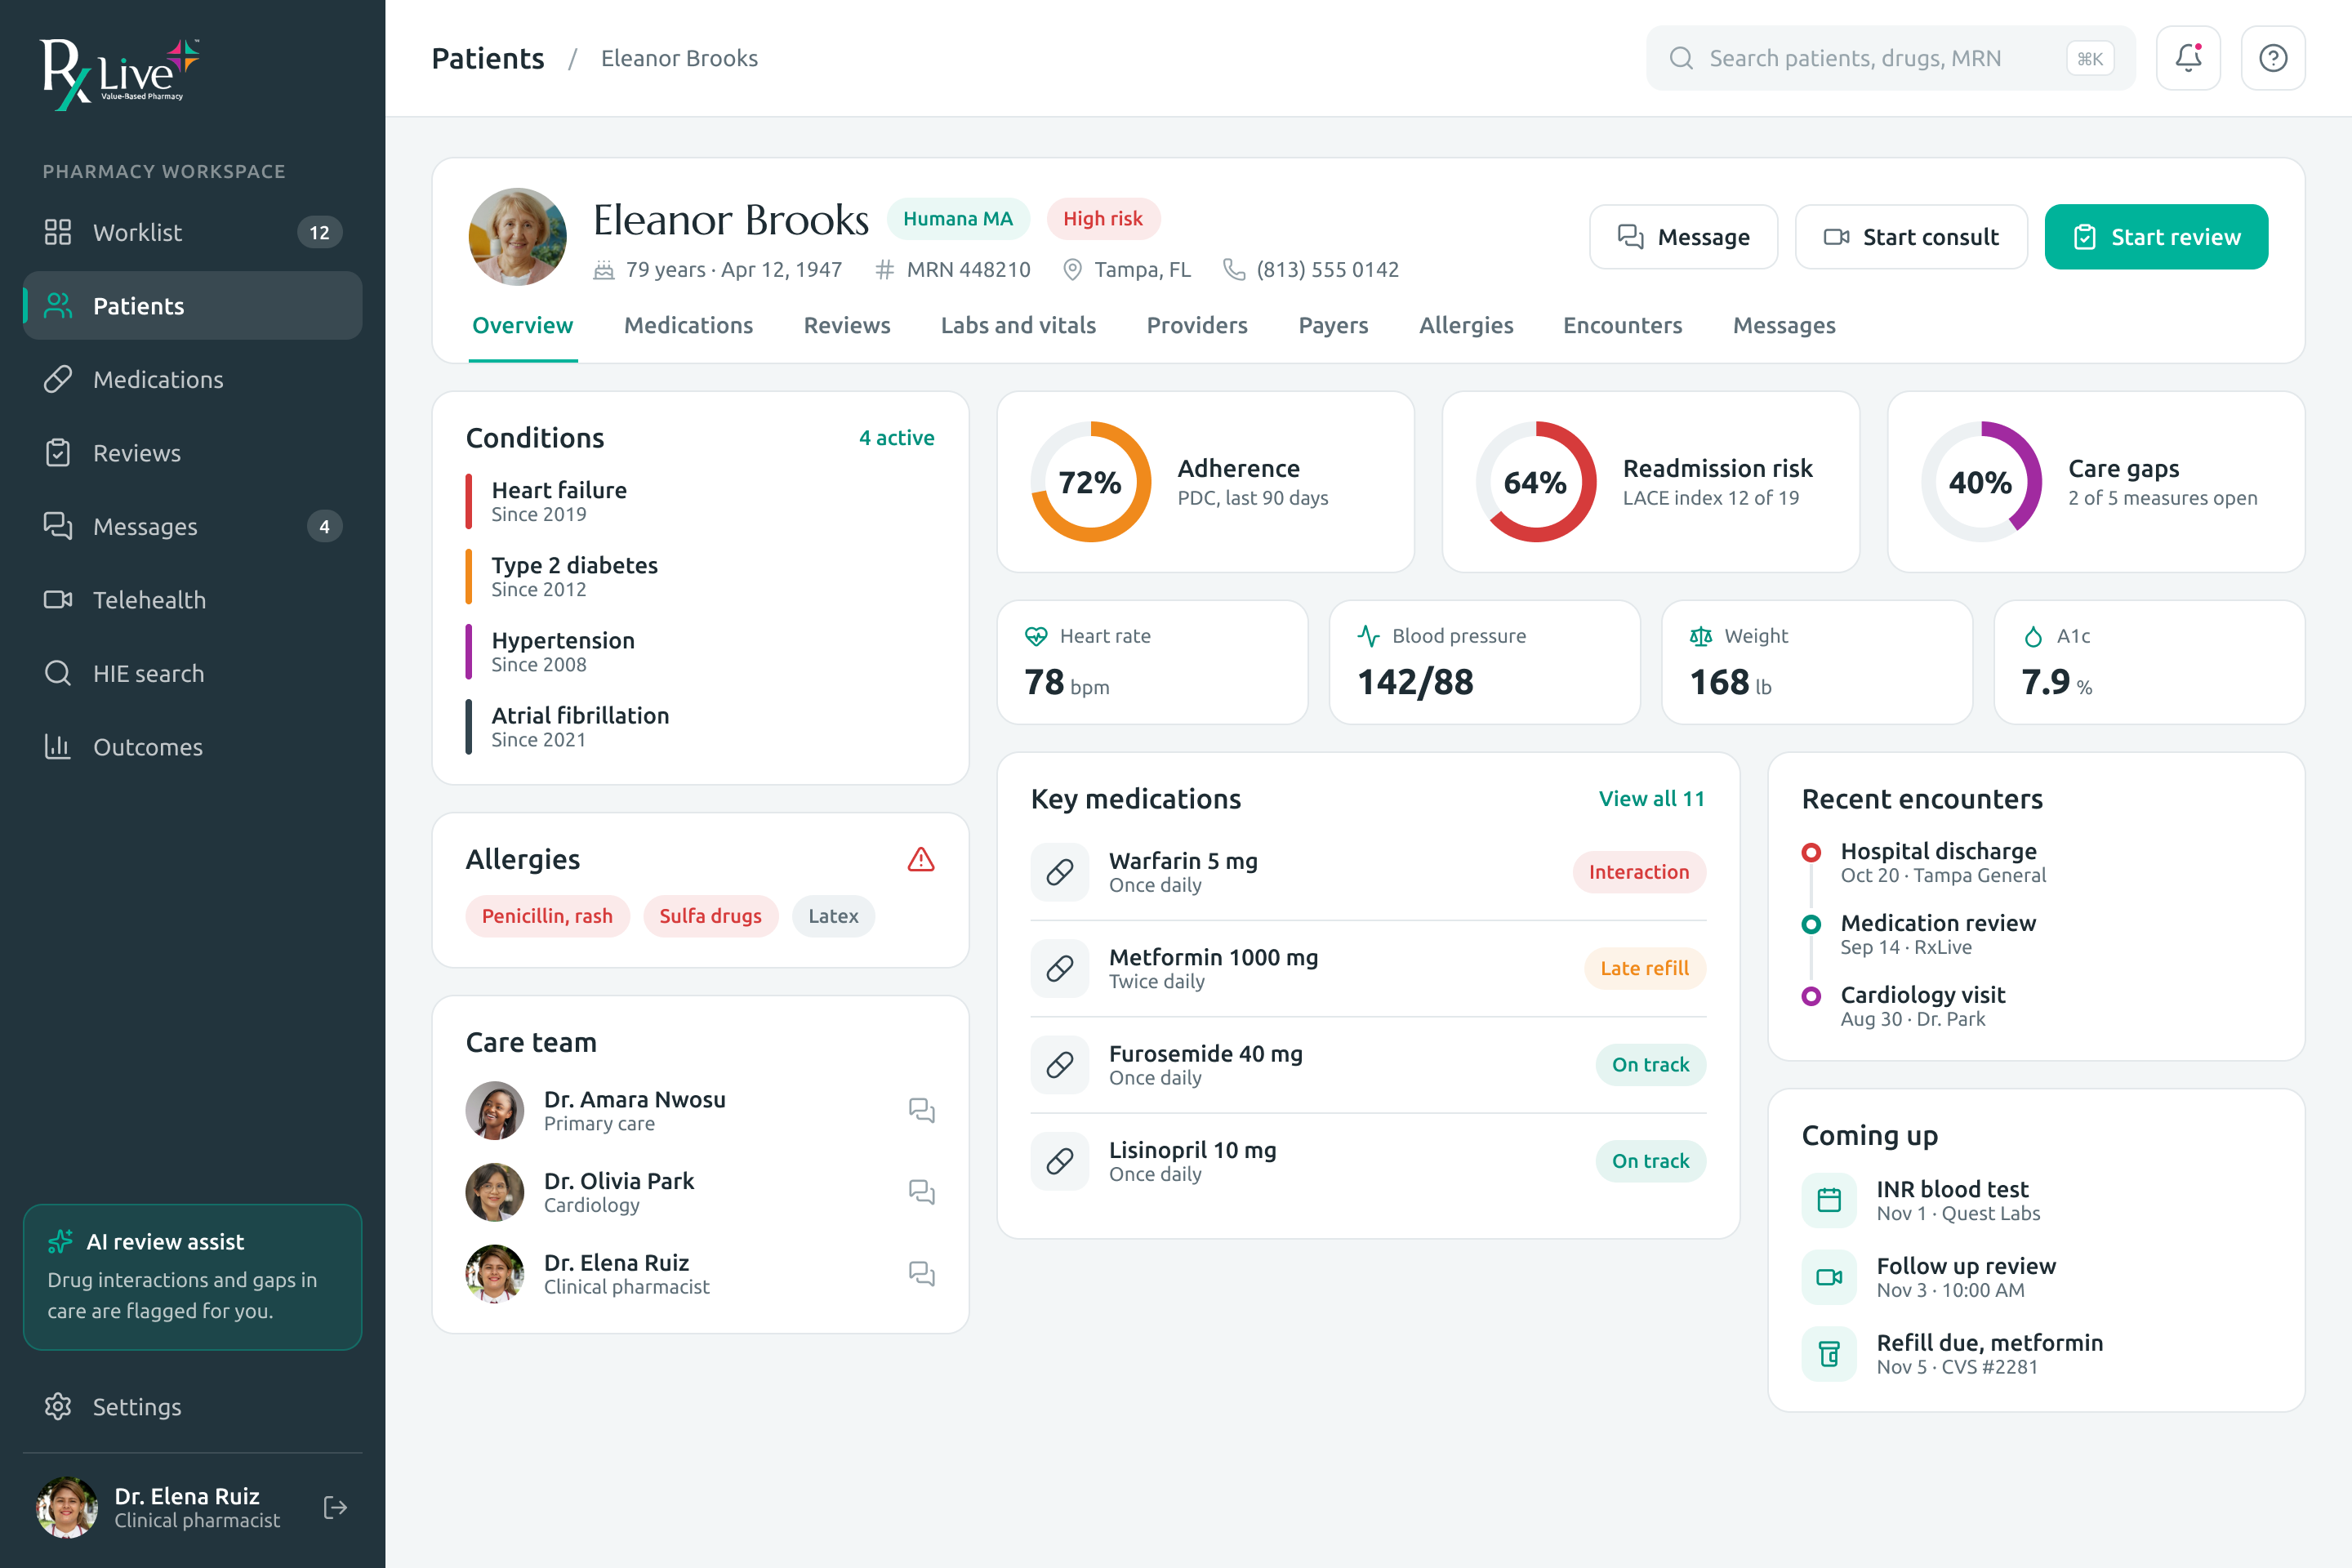 Rx Live™
Value-Based Pharmacy
PHARMACY WORKSPACE
Worklist 12
Patients
Medications
Reviews
Messages 4
Telehealth
HIE search
Outcomes
AI review assist
Drug interactions and gaps in
care are flagged for you.
Settings
Dr. Elena Ruiz
Clinical pharmacist
Patients / Eleanor Brooks
Search patients, drugs, MRN ⌘K
Eleanor Brooks Humana MA High risk
79 years · Apr 12, 1947 MRN 448210 Tampa, FL (813) 555 0142
Message Start consult Start review
Overview Medications Reviews Labs and vitals Providers Payers Allergies Encounters Messages
Conditions 4 active
Heart failure
Since 2019
Type 2 diabetes
Since 2012
Hypertension
Since 2008
Atrial fibrillation
Since 2021
Allergies
Penicillin, rash Sulfa drugs Latex
Care team
Dr. Amara Nwosu
Primary care
Dr. Olivia Park
Cardiology
Dr. Elena Ruiz
Clinical pharmacist
72%
Adherence
PDC, last 90 days
64%
Readmission risk
LACE index 12 of 19
40%
Care gaps
2 of 5 measures open
Heart rate
78 bpm
Blood pressure
142/88
Weight
168 lb
A1c
7.9 %
Key medications View all 11
Warfarin 5 mg
Once daily
Interaction
Metformin 1000 mg
Twice daily
Late refill
Furosemide 40 mg
Once daily
On track
Lisinopril 10 mg
Once daily
On track
Recent encounters
Hospital discharge
Oct 20 · Tampa General
Medication review
Sep 14 · RxLive
Cardiology visit
Aug 30 · Dr. Park
Coming up
INR blood test
Nov 1 · Quest Labs
Follow up review
Nov 3 · 10:00 AM
Refill due, metformin
Nov 5 · CVS #2281